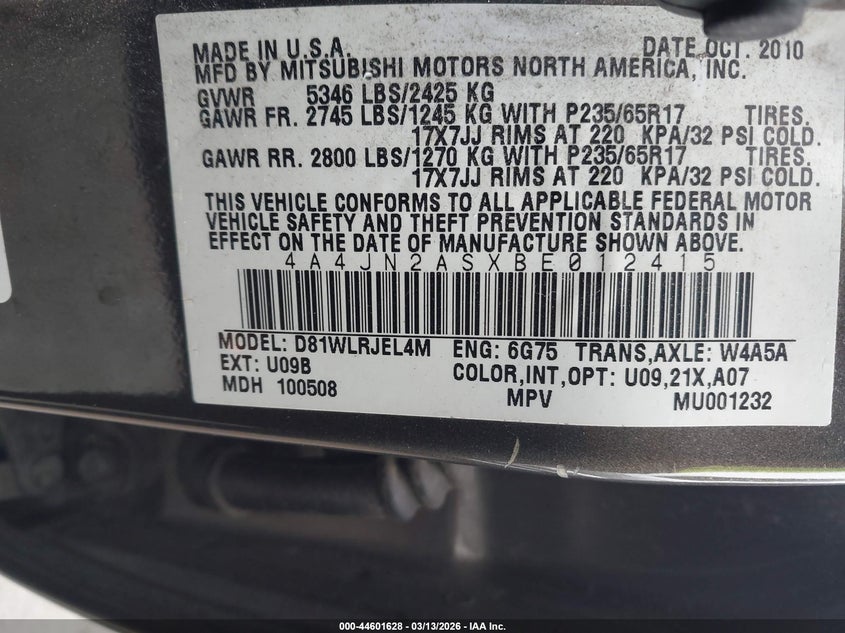 MADE IN U.S.A. DATE OCT. 2010
MFD BY MITSUBISHI MOTORS NORTH AMERICA, INC.
GVWR 5346 LBS/2425 KG
GAWR FR. 2745 LBS/1245 KG WITH P235/65R17 TIRES.
17X7JJ RIMS AT 220 KPA/32 PSI COLD.
GAWR RR. 2800 LBS/1270 KG WITH P235/65R17 TIRES.
17X7JJ RIMS AT 220 KPA/32 PSI COLD.
THIS VEHICLE CONFORMS TO ALL APPLICABLE FEDERAL MOTOR
VEHICLE SAFETY AND THEFT PREVENTION STANDARDS IN
EFFECT ON THE DATE OF MANUFACTURE SHOWN ABOVE.
4A4JN2ASXBE012415
MODEL: D81WLRJEL4M ENG: 6G75 TRANS,AXLE: W4A5A
EXT: U09B COLOR,INT,OPT: U09,21X,A07
MDH 100508 MPV MU001232
000-44601628 - 03/13/2026 - IAA Inc.